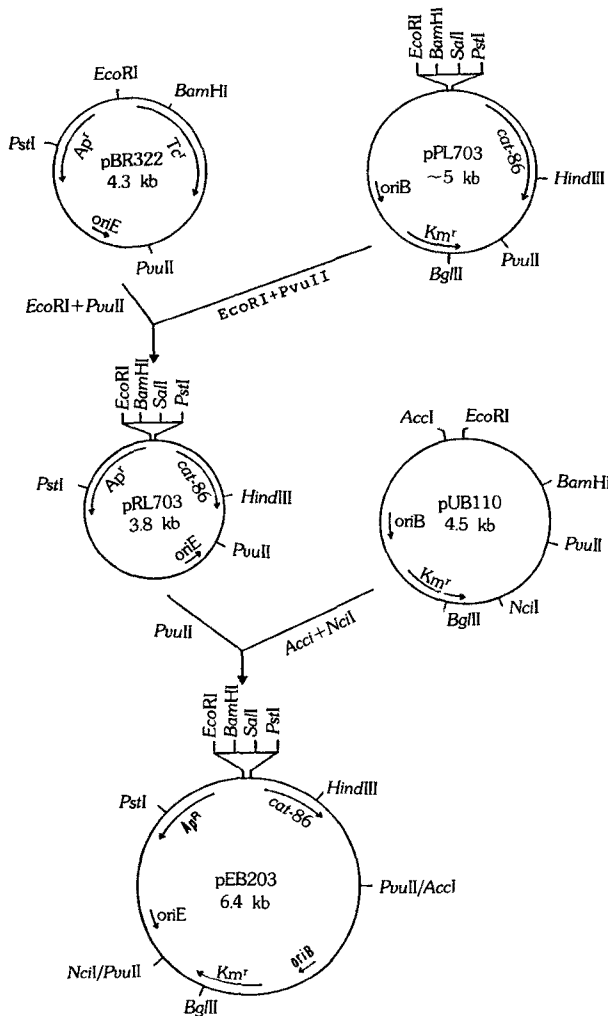 EcoRI
BamHI
PstI
Apr
Tcr
pBR322
4.3 kb
oriE
PvuII
EcoRI
BamHI
SalI
PstI
cat-86
pPL703
~5 kb
oriB
HindIII
Kmr
PvuII
BglII
EcoRI+PvuII
EcoRI+PvuII
EcoRI
BamHI
SalI
PstI
PstI
Apr
cat-86
pRL703
3.8 kb
HindIII
oriE
PvuII
AccI
EcoRI
BamHI
pUB110
4.5 kb
oriB
PvuII
Kmr
NciI
BglII
PvuII
Acci+NciI
EcoRI
BamHI
SalI
PstI
PstI
HindIII
ApR
cat-86
pEB203
6.4 kb
PvuII/AccI
oriE
oriB
NciI/PvuII
Kmr
BglII